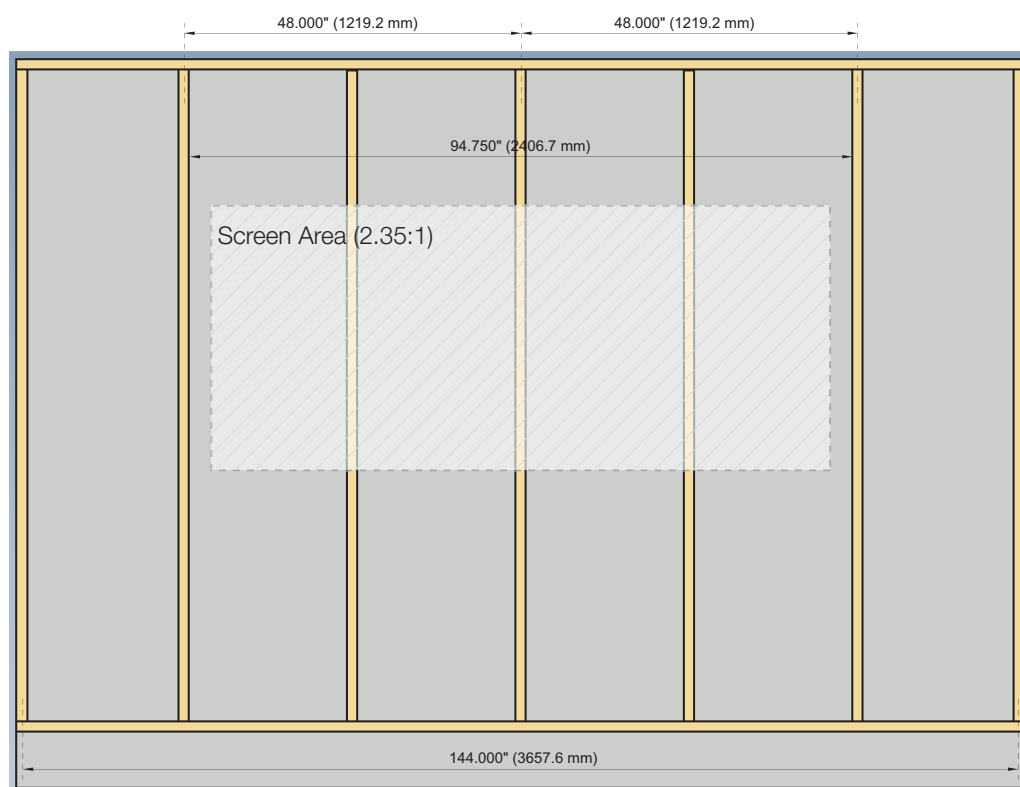 48.000" (1219.2 mm)
48.000" (1219.2 mm)
94.750" (2406.7 mm)
Screen Area (2.35:1)
144.000" (3657.6 mm)